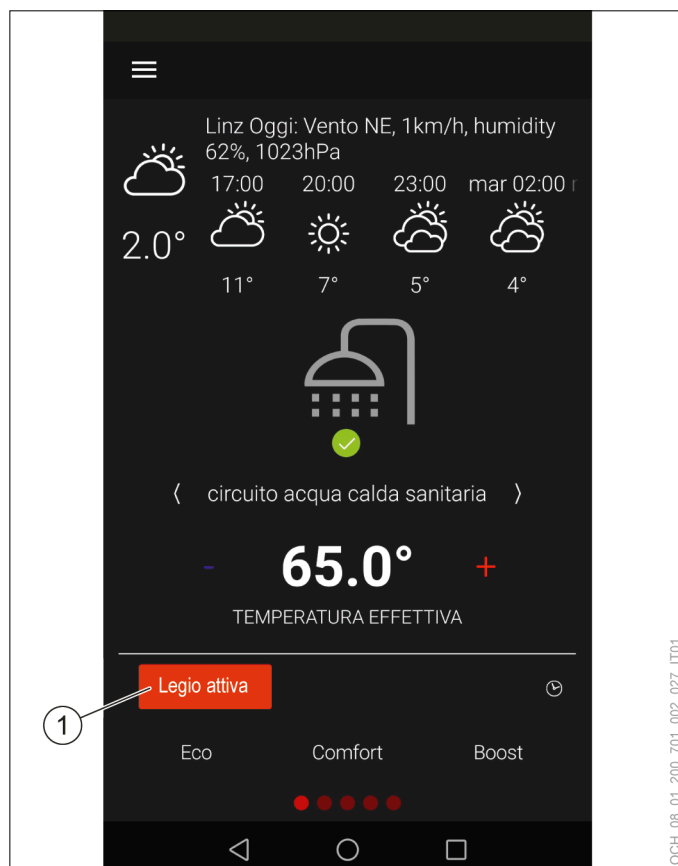 Linz Oggi: Vento NE, 1km/h, humidity
62%, 1023hPa
17:00 20:00 23:00 mar 02:00
2.0°
11° 7° 5° 4°
‹ circuito acqua calda sanitaria ›
- 65.0° +
TEMPERATURA EFFETTIVA
Legio attiva
1
Eco Comfort Boost
OCH_08_01_200_701_002_027_IT01